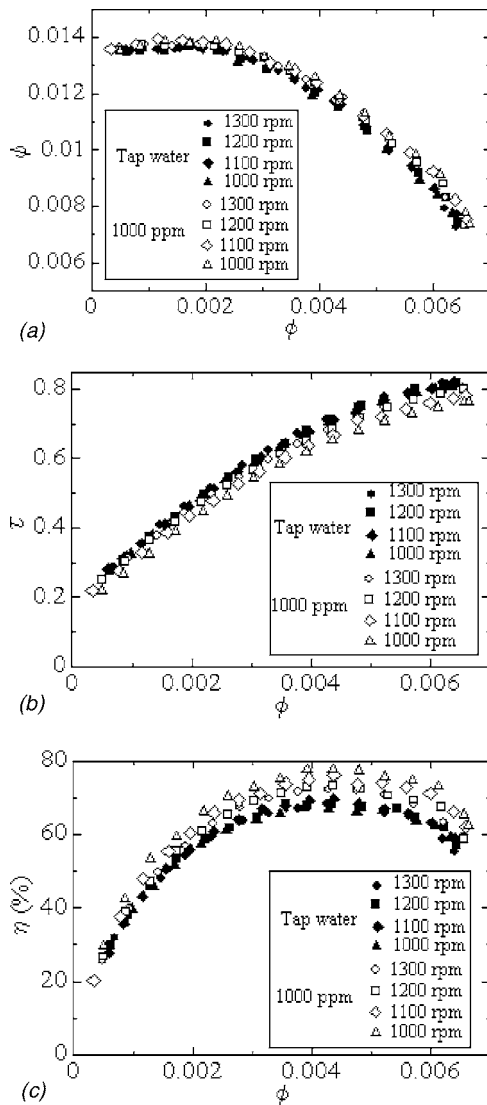 0.014
0.012
0.01
0.008
0.006
ϕ
Tap water
1000 ppm
1300 rpm
1200 rpm
1100 rpm
1000 rpm
1300 rpm
1200 rpm
1100 rpm
1000 rpm
0 0.002 0.004 0.006
(a) ϕ
0.8
0.6
0.4
0.2
0
τ
Tap water
1000 ppm
1300 rpm
1200 rpm
1100 rpm
1000 rpm
1300 rpm
1200 rpm
1100 rpm
1000 rpm
0 0.002 0.004 0.006
(b) ϕ
80
60
40
20
0
η (%)
Tap water
1000 ppm
1300 rpm
1200 rpm
1100 rpm
1000 rpm
1300 rpm
1200 rpm
1100 rpm
1000 rpm
0 0.002 0.004 0.006
(c) ϕ